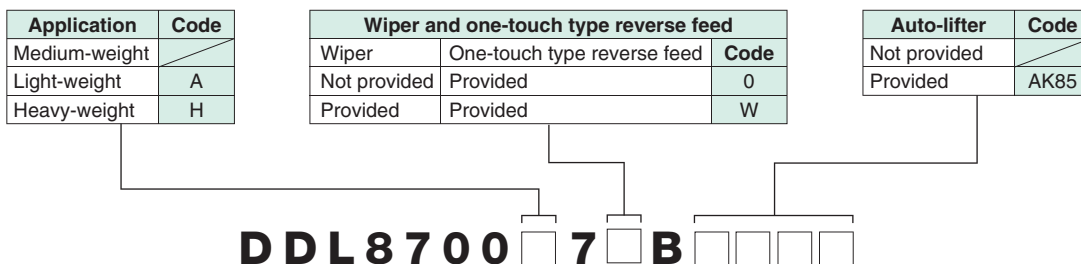 Application Code
Medium-weight
Light-weight A
Heavy-weight H
Wiper and one-touch type reverse feed
Wiper One-touch type reverse feed Code
Not provided Provided 0
Provided Provided W
Auto-lifter Code
Not provided
Provided AK85
DDL8700□7□B□□□□